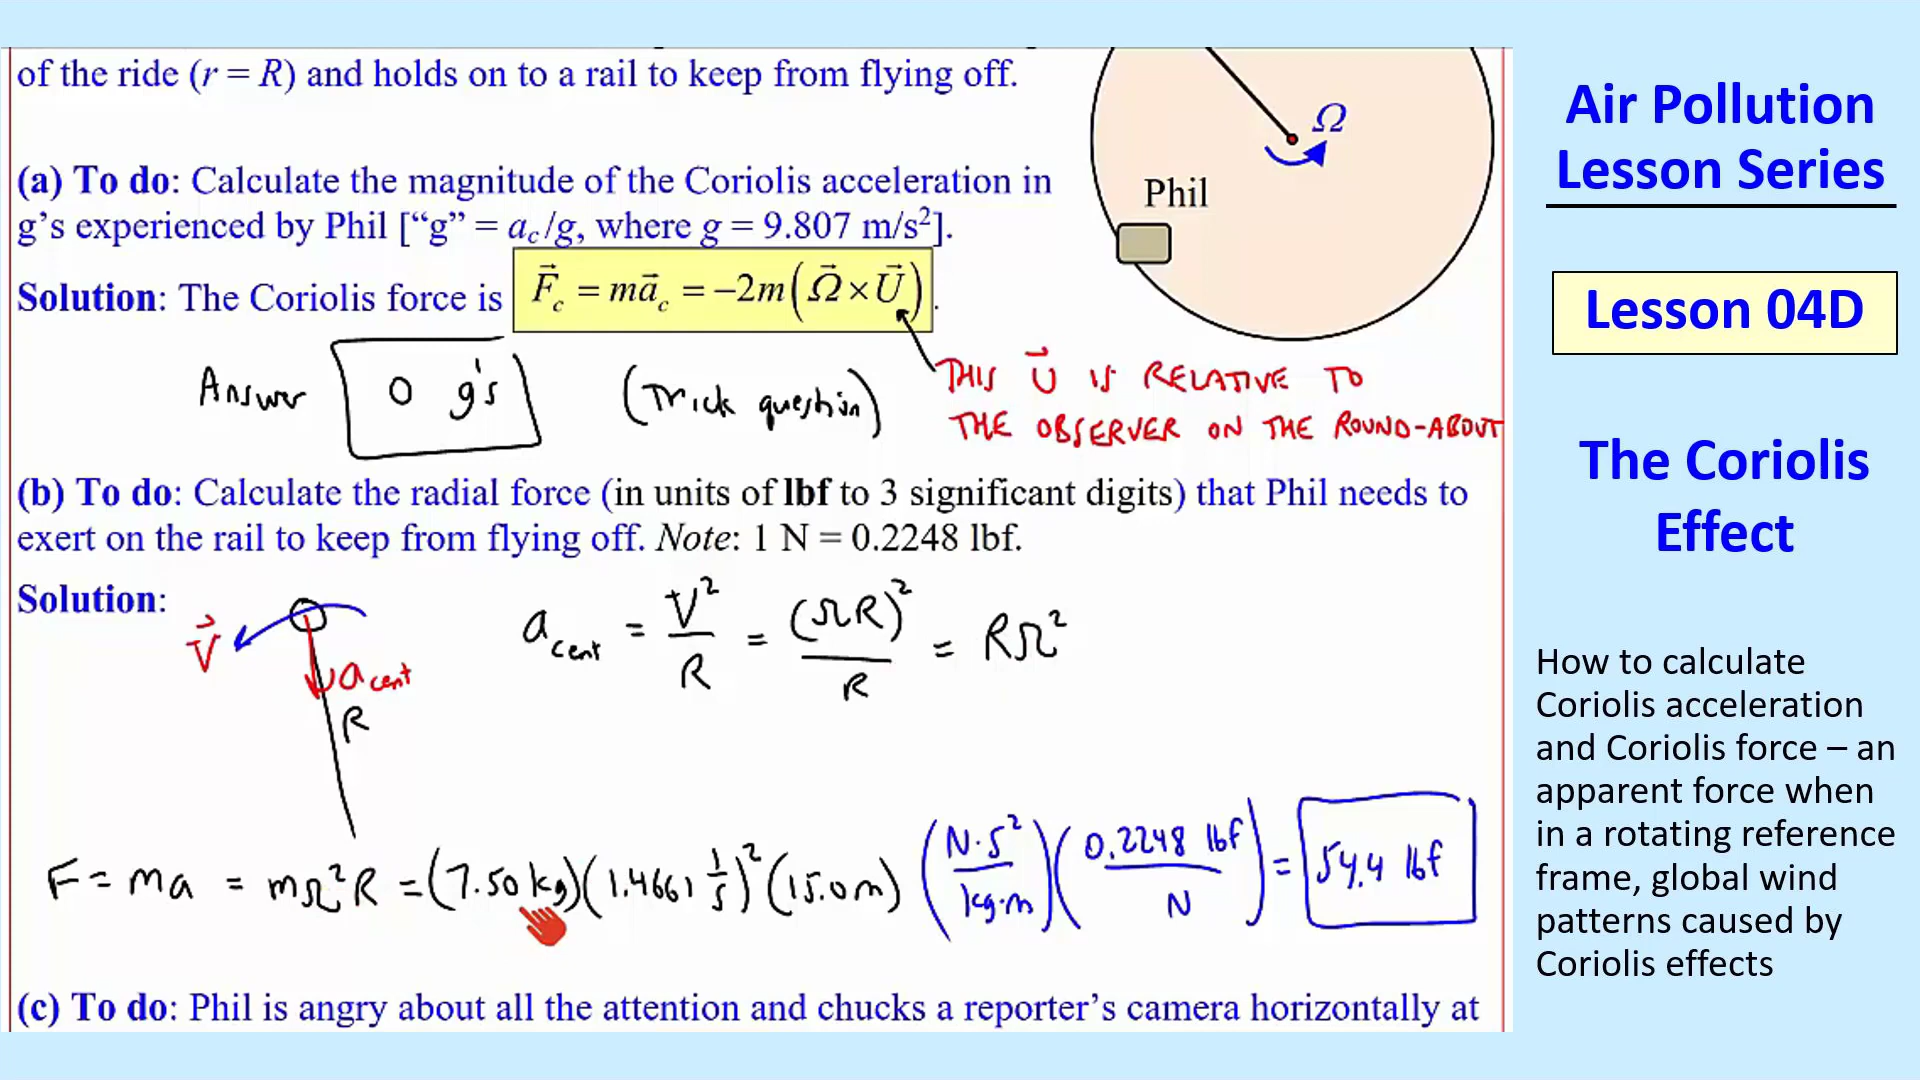 of the ride (r = R) and holds on to a rail to keep from flying off.
Ω
(a) To do: Calculate the magnitude of the Coriolis acceleration in
g's experienced by Phil [“g” = a_c/g, where g = 9.807 m/s²].
Phil
Solution: The Coriolis force is F⃗_c = ma⃗_c = −2m(Ω⃗ × U⃗).
Answer 0 g's (Trick question)
THIS U⃗ IS RELATIVE TO
THE OBSERVER ON THE ROUND-ABOUT
(b) To do: Calculate the radial force (in units of lbf to 3 significant digits) that Phil needs to
exert on the rail to keep from flying off. Note: 1 N = 0.2248 lbf.
Solution:
V⃗
a_cent
R
a_cent = V²/R = (ΩR)²/R = RΩ²
F = ma = mΩ²R = (7.50 kg)(1.4661 1/s)²(15.0 m) (N·s²/kg·m)(0.2248 lbf/N) = 54.4 lbf
(c) To do: Phil is angry about all the attention and chucks a reporter's camera horizontally at
Air Pollution
Lesson Series
Lesson 04D
The Coriolis
Effect
How to calculate
Coriolis acceleration
and Coriolis force – an
apparent force when
in a rotating reference
frame, global wind
patterns caused by
Coriolis effects